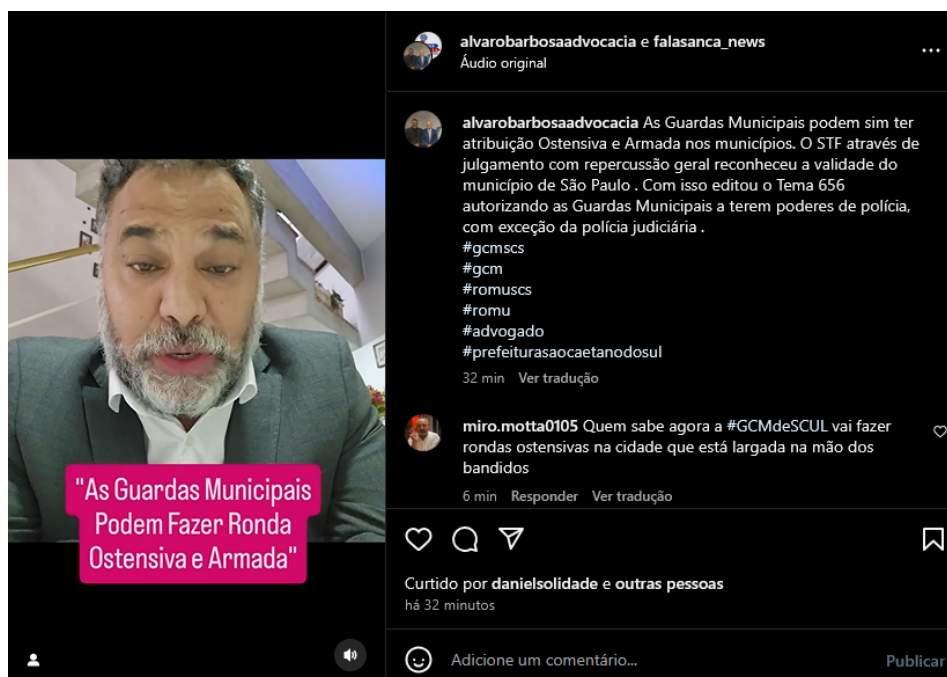 alvarobarbosaadvocacia e falasanca_news
Áudio original
alvarobarbosaadvocacia As Guardas Municipais podem sim ter
atribuição Ostensiva e Armada nos municípios. O STF através de
julgamento com repercussão geral reconheceu a validade do
município de São Paulo . Com isso editou o Tema 656
autorizando as Guardas Municipais a terem poderes de polícia,
com exceção da polícia judiciária .
#gcmscs
#gcm
#romuscs
#romu
#advogado
#prefeiturasaocaetanodosul
32 min Ver tradução
miro.motta0105 Quem sabe agora a #GCMdeSCUL vai fazer
rondas ostensivas na cidade que está largada na mão dos
bandidos
6 min Responder Ver tradução
"As Guardas Municipais
Podem Fazer Ronda
Ostensiva e Armada"
Curtido por danielsolidade e outras pessoas
há 32 minutos
Adicione um comentário...
Publicar